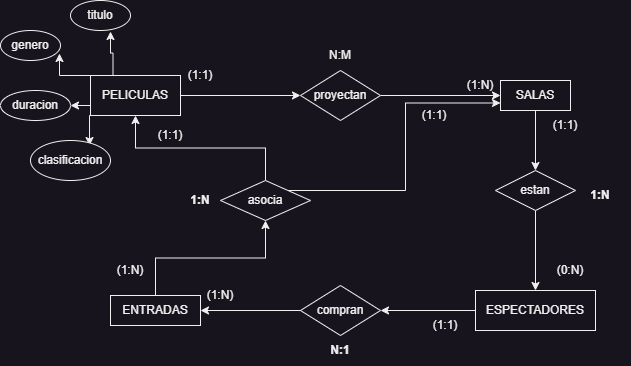 titulo
genero
duracion
clasificacion
PELICULAS
(1:1)
(1:1)
N:M
proyectan
(1:N)
(1:1)
SALAS
(1:1)
estan
1:N
(0:N)
1:N
asocia
(1:N)
ENTRADAS
(1:N)
compran
N:1
(1:1)
ESPECTADORES